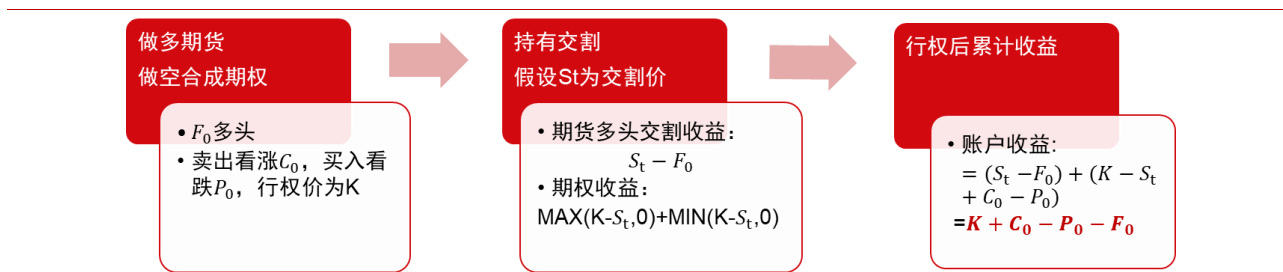 做多期货
做空合成期权
• F₀多头
• 卖出看涨C₀，买入看
跌P₀，行权价为K
持有交割
假设St为交割价
• 期货多头交割收益：
Sₜ − F₀
• 期权收益：
MAX(K-Sₜ,0)+MIN(K-Sₜ,0)
行权后累计收益
• 账户收益:
= (Sₜ −F₀) + (K − Sₜ
+ C₀ − P₀)
=K + C₀ − P₀ − F₀